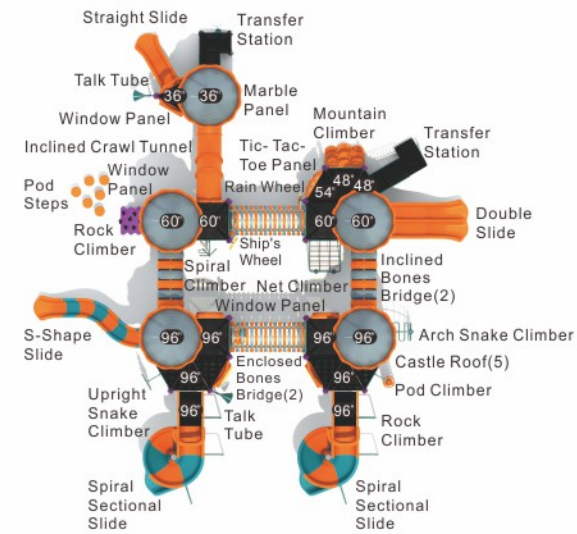 Straight Slide
Transfer
Station
Talk Tube
36"
36"
Marble
Panel
Window Panel
Mountain
Climber
Transfer
Station
Inclined Crawl Tunnel
Tic- Tac-
Toe Panel
Window
Panel
48"
48"
54"
Pod
Steps
Rain Wheel
60"
60"
60"
60"
Double
Slide
Rock
Climber
Ship's
Wheel
Spiral
Climber
Net Climber
Inclined
Bones
Bridge(2)
Window Panel
S-Shape
Slide
96"
96"
96"
96"
Arch Snake Climber
Enclosed
Bones
Bridge(2)
Castle Roof(5)
96"
96"
Pod Climber
Upright
Snake
Climber
96"
96"
Talk
Tube
Rock
Climber
Spiral
Sectional
Slide
Spiral
Sectional
Slide